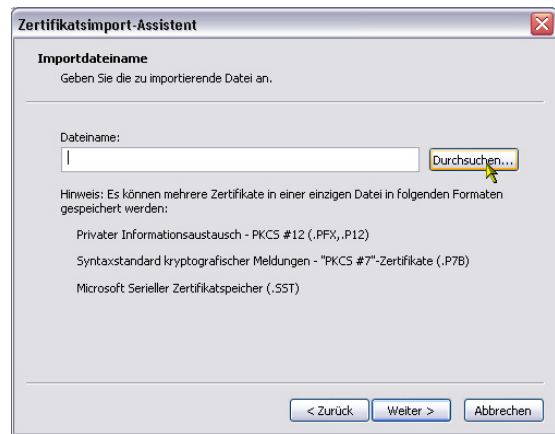 Zertifikatsimport-Assistent
Importdateiname
Geben Sie die zu importierende Datei an.
Dateiname:
Durchsuchen...
Hinweis: Es können mehrere Zertifikate in einer einzigen Datei in folgenden Formaten
gespeichert werden:
Privater Informationsaustausch - PKCS #12 (.PFX,.P12)
Syntaxstandard kryptografischer Meldungen - "PKCS #7"-Zertifikate (.P7B)
Microsoft Serieller Zertifikatspeicher (.SST)
< Zurück Weiter > Abbrechen